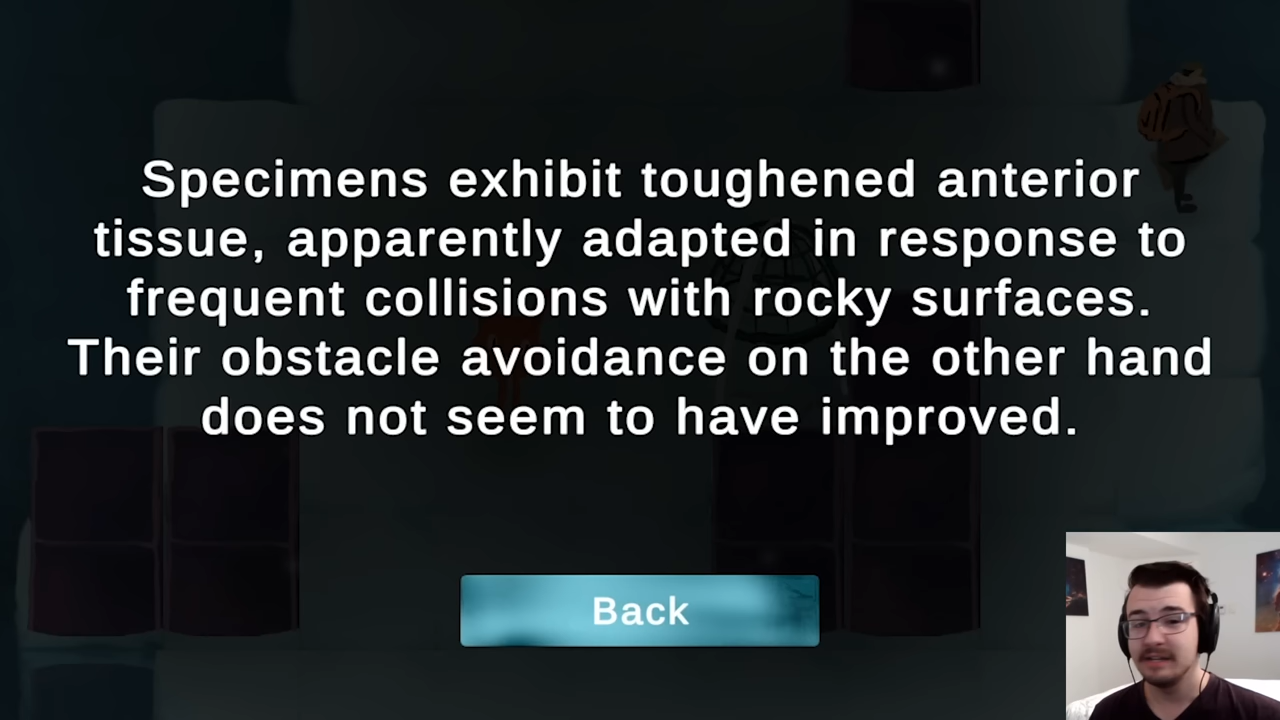 Specimens exhibit toughened anterior
tissue, apparently adapted in response to
frequent collisions with rocky surfaces.
Their obstacle avoidance on the other hand
does not seem to have improved.
Back